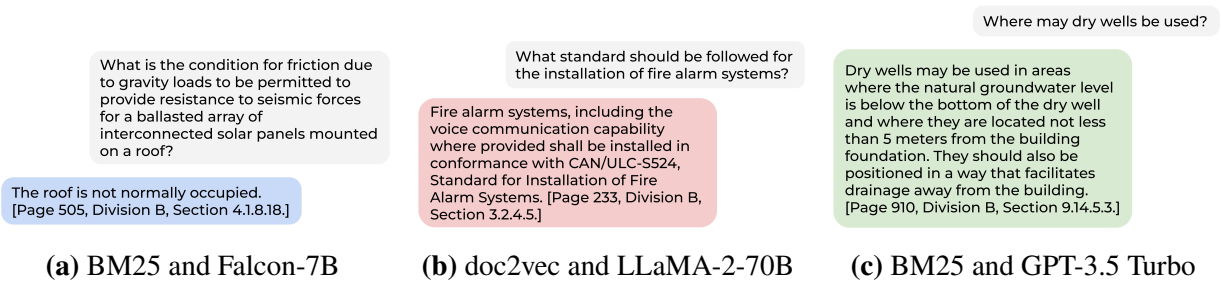 What is the condition for friction due
to gravity loads to be permitted to
provide resistance to seismic forces
for a ballasted array of
interconnected solar panels mounted
on a roof?
The roof is not normally occupied.
[Page 505, Division B, Section 4.1.8.18.]
(a) BM25 and Falcon-7B
What standard should be followed for
the installation of fire alarm systems?
Fire alarm systems, including the
voice communication capability
where provided shall be installed in
conformance with CAN/ULC-S524,
Standard for Installation of Fire
Alarm Systems. [Page 233, Division B,
Section 3.2.4.5.]
(b) doc2vec and LLaMA-2-70B
Where may dry wells be used?
Dry wells may be used in areas
where the natural groundwater level
is below the bottom of the dry well
and where they are located not less
than 5 meters from the building
foundation. They should also be
positioned in a way that facilitates
drainage away from the building.
[Page 910, Division B, Section 9.14.5.3.]
(c) BM25 and GPT-3.5 Turbo